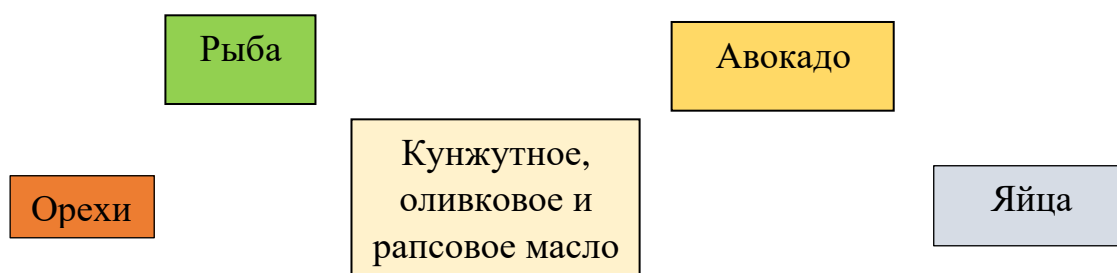 Рыба
Авокадо
Кунжутное,
оливковое и
рапсовое масло
Орехи
Яйца